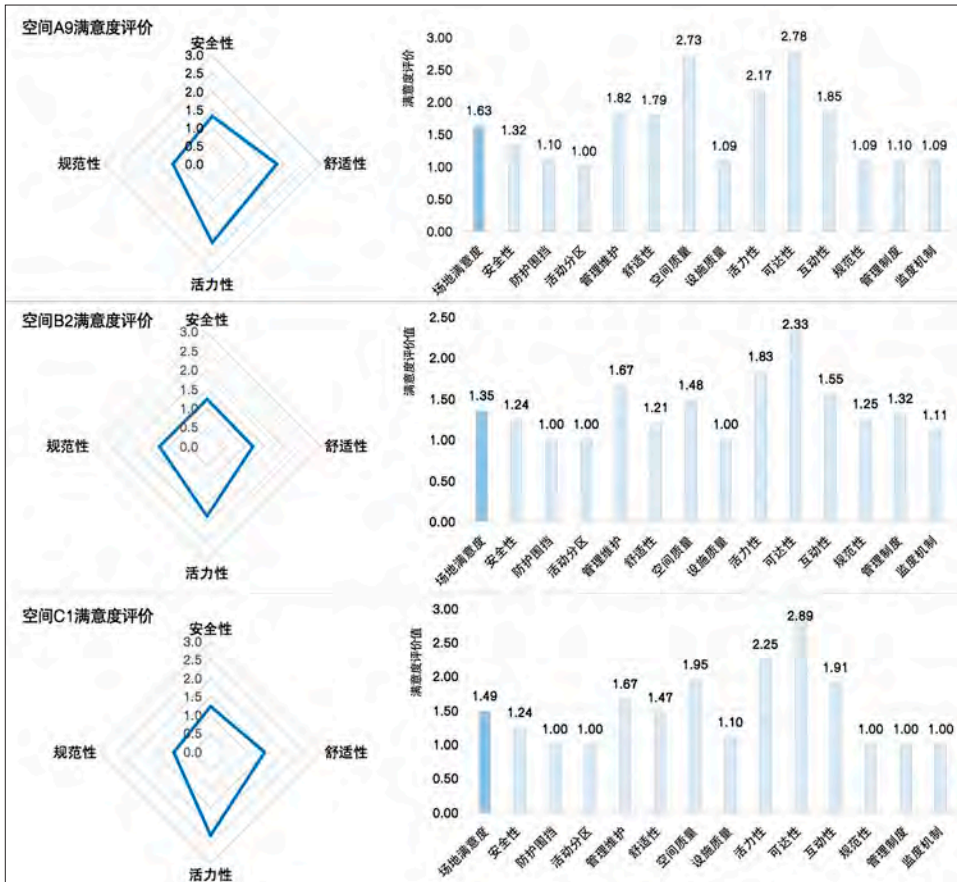 空间A9满意度评价
安全性
3.0
2.5
2.0
1.5
1.0
0.5
0.0
规范性
舒适性
活力性
满意度评价
3.00
2.50
2.00
1.50
1.00
0.50
0.00
1.63
1.32
1.10
1.00
1.82
1.79
2.73
1.09
2.17
2.78
1.85
1.09
1.10
1.09
场地满意度
安全性
防护围挡
活动分区
管理维护
舒适性
空间质量
设施质量
活力性
可达性
互动性
规范性
管理制度
监度机制
空间B2满意度评价
安全性
3.0
2.5
2.0
1.5
1.0
0.5
0.0
规范性
舒适性
活力性
满意度评价值
2.50
2.00
1.50
1.00
0.50
0.00
1.35
1.24
1.00
1.00
1.67
1.21
1.48
1.00
1.83
2.33
1.55
1.25
1.32
1.11
场地满意度
安全性
防护围挡
活动分区
管理维护
舒适性
空间质量
设施质量
活力性
可达性
互动性
规范性
管理制度
监度机制
空间C1满意度评价
安全性
3.0
2.5
2.0
1.5
1.0
0.5
0.0
规范性
舒适性
活力性
满意度评价值
3.00
2.50
2.00
1.50
1.00
0.50
0.00
1.49
1.24
1.00
1.00
1.67
1.47
1.95
1.10
2.25
2.89
1.91
1.00
1.00
1.00
场地满意度
安全性
防护围挡
活动分区
管理维护
舒适性
空间质量
设施质量
活力性
可达性
互动性
规范性
管理制度
监度机制